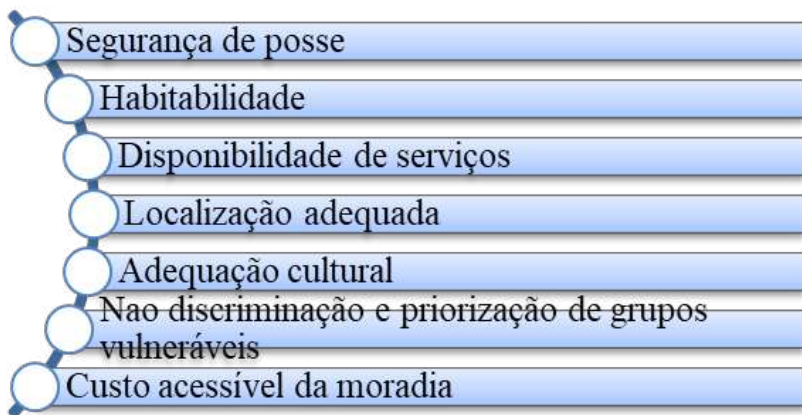 Segurança de posse
Habitabilidade
Disponibilidade de serviços
Localização adequada
Adequação cultural
Nao discriminação e priorização de grupos
vulneráveis
Custo acessível da moradia